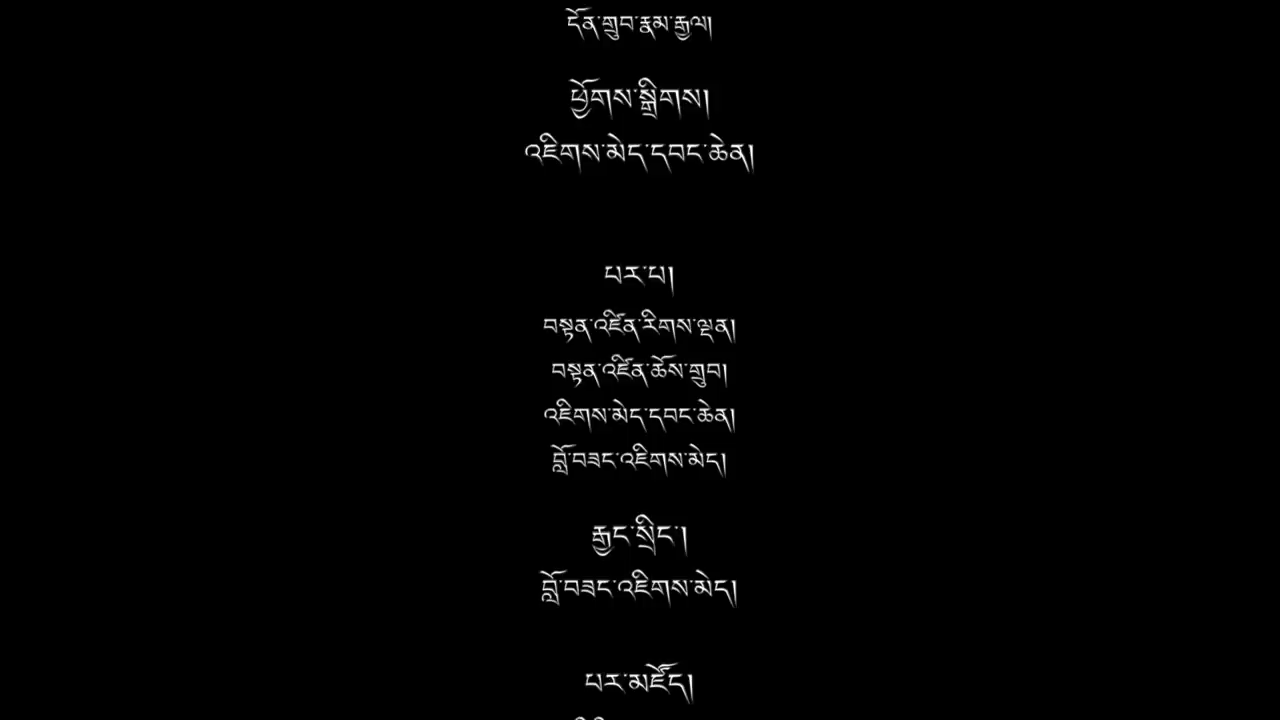 དོན་གྲུབ་རྣམ་རྒྱལ།
ཕྱོགས་སྒྲིགས།
འཇིགས་མེད་དབང་ཆེན།
པར་པ།
བསྟན་འཛིན་རིགས་ལྡན།
བསྟན་འཛིན་ཆོས་གྲུབ།
འཇིགས་མེད་དབང་ཆེན།
བློ་བཟང་འཇིགས་མེད།
རྒྱང་སྲིང་།
བློ་བཟང་འཇིགས་མེད།
པར་མཛོད།